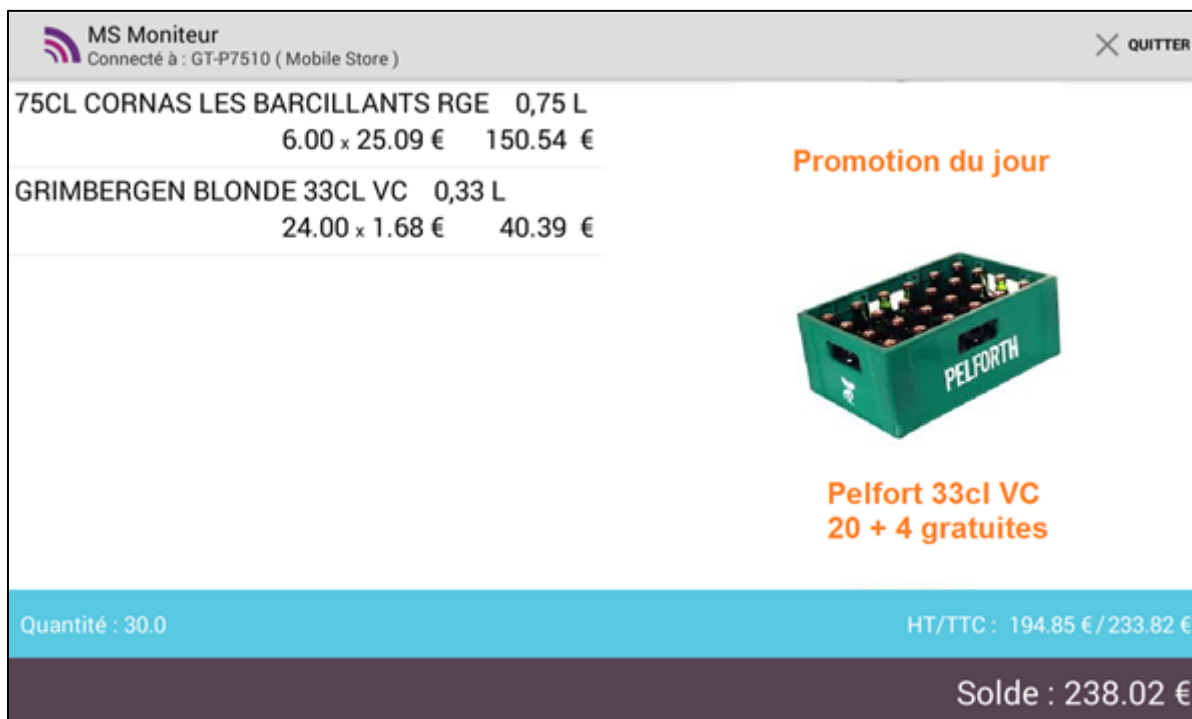 MS Moniteur
Connecté à : GT-P7510 ( Mobile Store )
QUITTER
75CL CORNAS LES BARCILLANTS RGE 0,75 L
6.00 x 25.09 € 150.54 €
GRIMBERGEN BLONDE 33CL VC 0,33 L
24.00 x 1.68 € 40.39 €
Promotion du jour
PELFORTH
Pelfort 33cl VC
20 + 4 gratuites
Quantité : 30.0
HT/TTC : 194.85 € / 233.82 €
Solde : 238.02 €